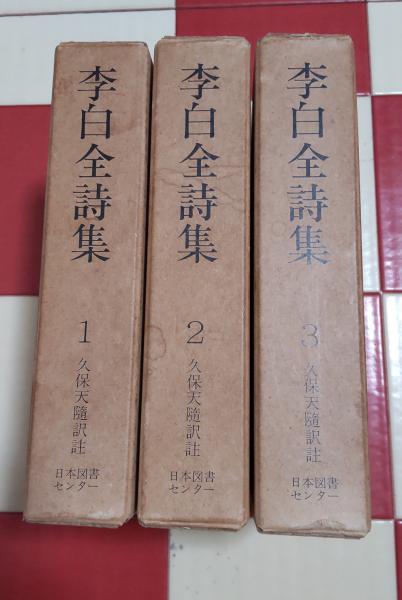 李白全詩集
1
久保天隨訳註
日本図書
センター
李白全詩集
2
久保天隨訳註
日本図書
センター
李白全詩集
3
久保天隨訳註
日本図書
センター